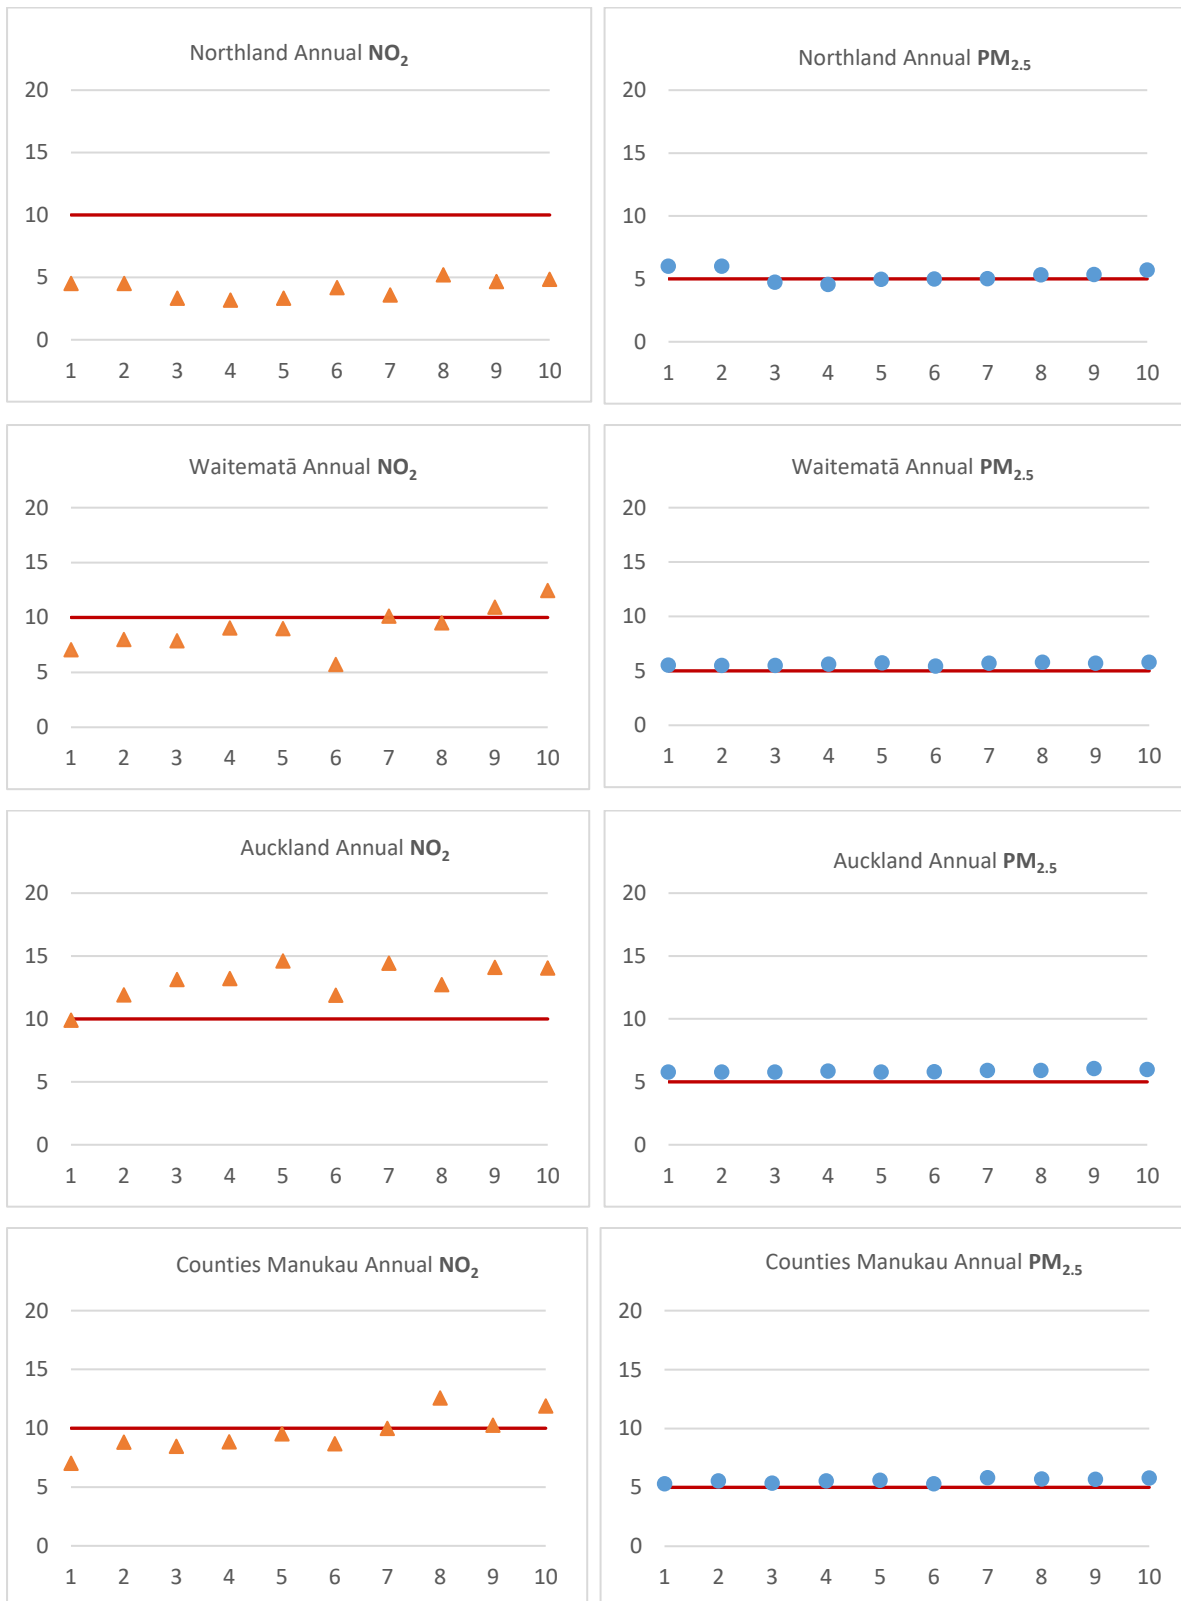 Northland Annual NO2
20
15
10
5
0
1 2 3 4 5 6 7 8 9 10
Northland Annual PM2.5
20
15
10
5
0
1 2 3 4 5 6 7 8 9 10
Waitematā Annual NO2
20
15
10
5
0
1 2 3 4 5 6 7 8 9 10
Waitematā Annual PM2.5
20
15
10
5
0
1 2 3 4 5 6 7 8 9 10
Auckland Annual NO2
20
15
10
5
0
1 2 3 4 5 6 7 8 9 10
Auckland Annual PM2.5
20
15
10
5
0
1 2 3 4 5 6 7 8 9 10
Counties Manukau Annual NO2
20
15
10
5
0
1 2 3 4 5 6 7 8 9 10
Counties Manukau Annual PM2.5
20
15
10
5
0
1 2 3 4 5 6 7 8 9 10